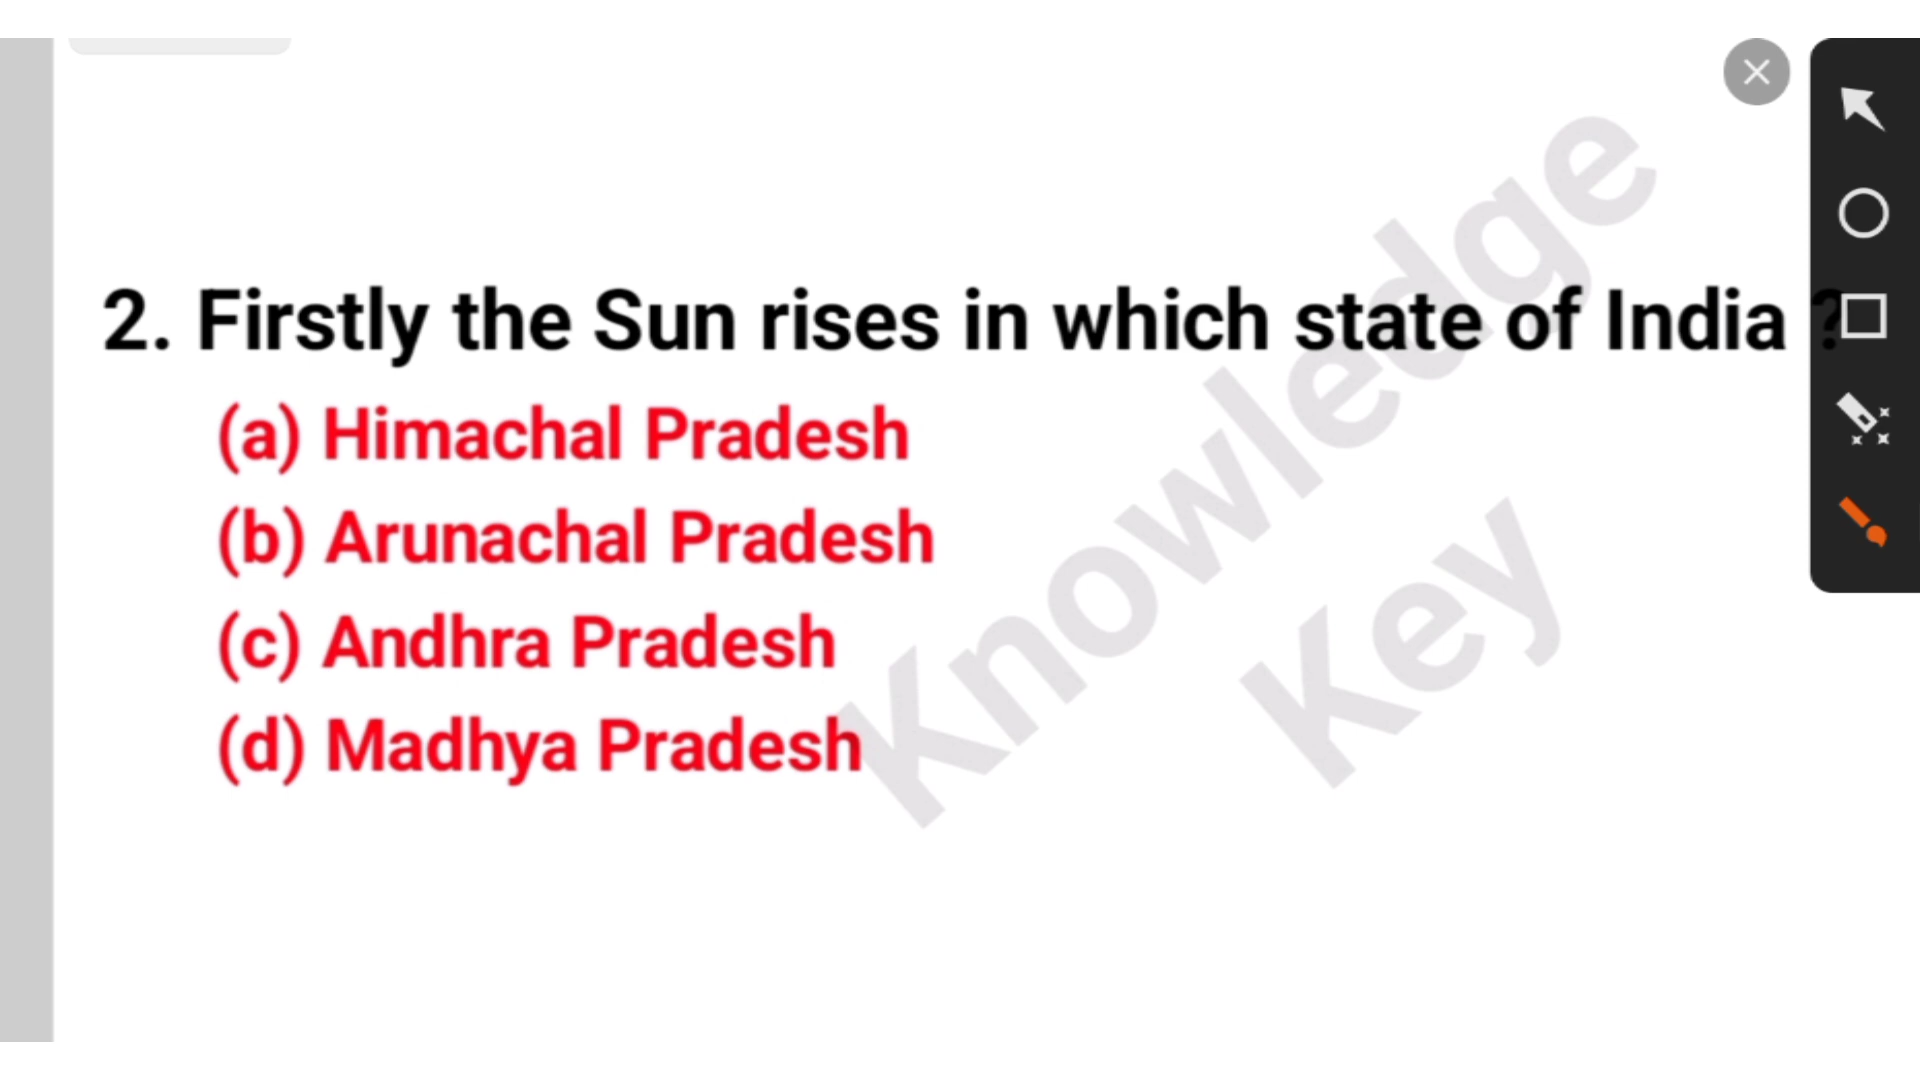 2. Firstly the Sun rises in which state of India ?
(a) Himachal Pradesh
(b) Arunachal Pradesh
(c) Andhra Pradesh
(d) Madhya Pradesh
Knowledge
Key